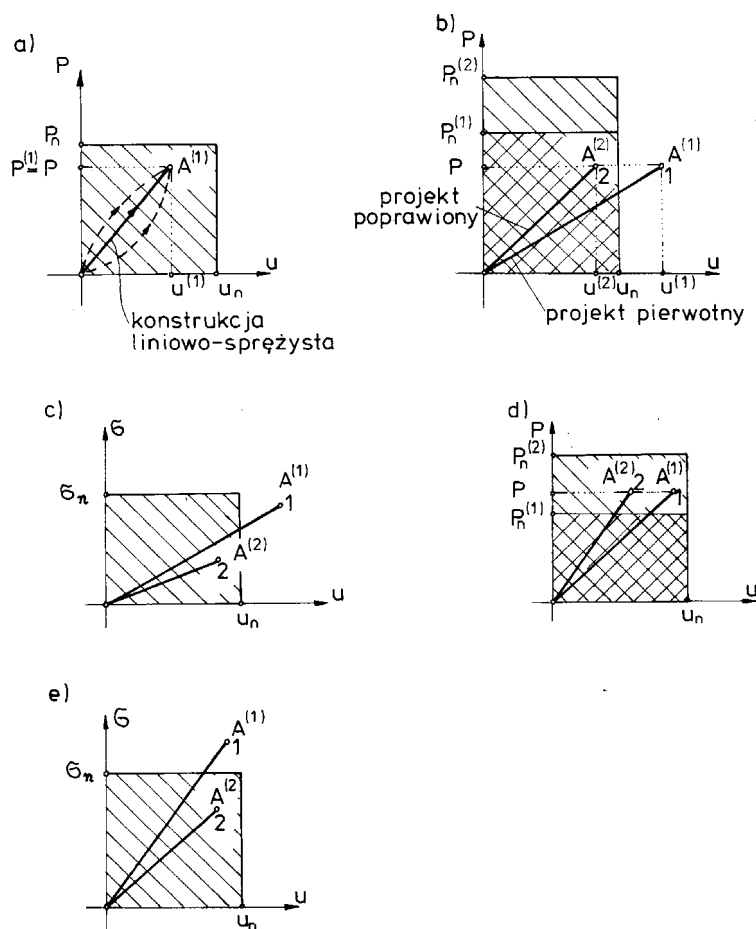 a)
P
Pₙ
P⁽¹⁾= P
A⁽¹⁾
1
u
u⁽¹⁾
uₙ
konstrukcja
liniowo-sprężysta
b)
P
Pₙ⁽²⁾
Pₙ⁽¹⁾
P
A⁽²⁾
2
A⁽¹⁾
1
projekt
poprawiony
u
u⁽²⁾
uₙ
u⁽¹⁾
projekt pierwotny
c)
σ
σₙ
A⁽¹⁾
1
A⁽²⁾
2
u
uₙ
d)
P
Pₙ⁽²⁾
P
Pₙ⁽¹⁾
A⁽²⁾
2
A⁽¹⁾
1
u
uₙ
e)
σ
σₙ
A⁽¹⁾
1
A⁽²
2
u
uₙ